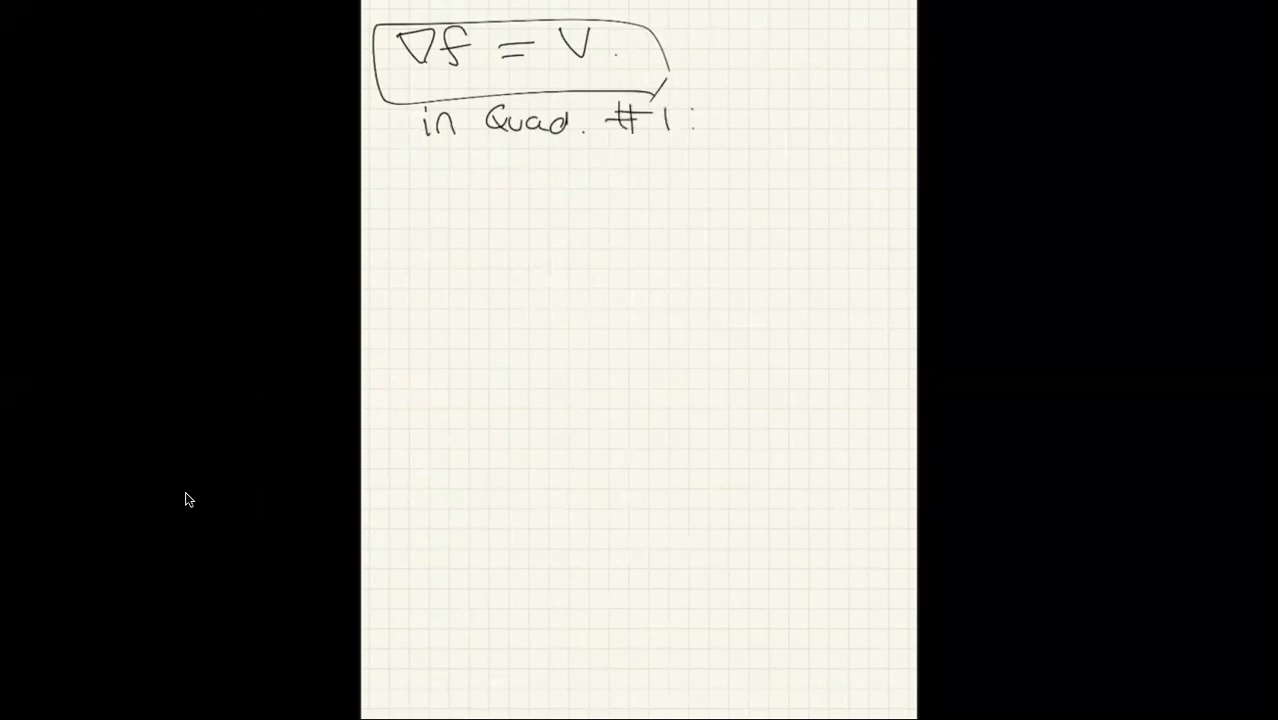 ∇f = V.
in Quad. #1: